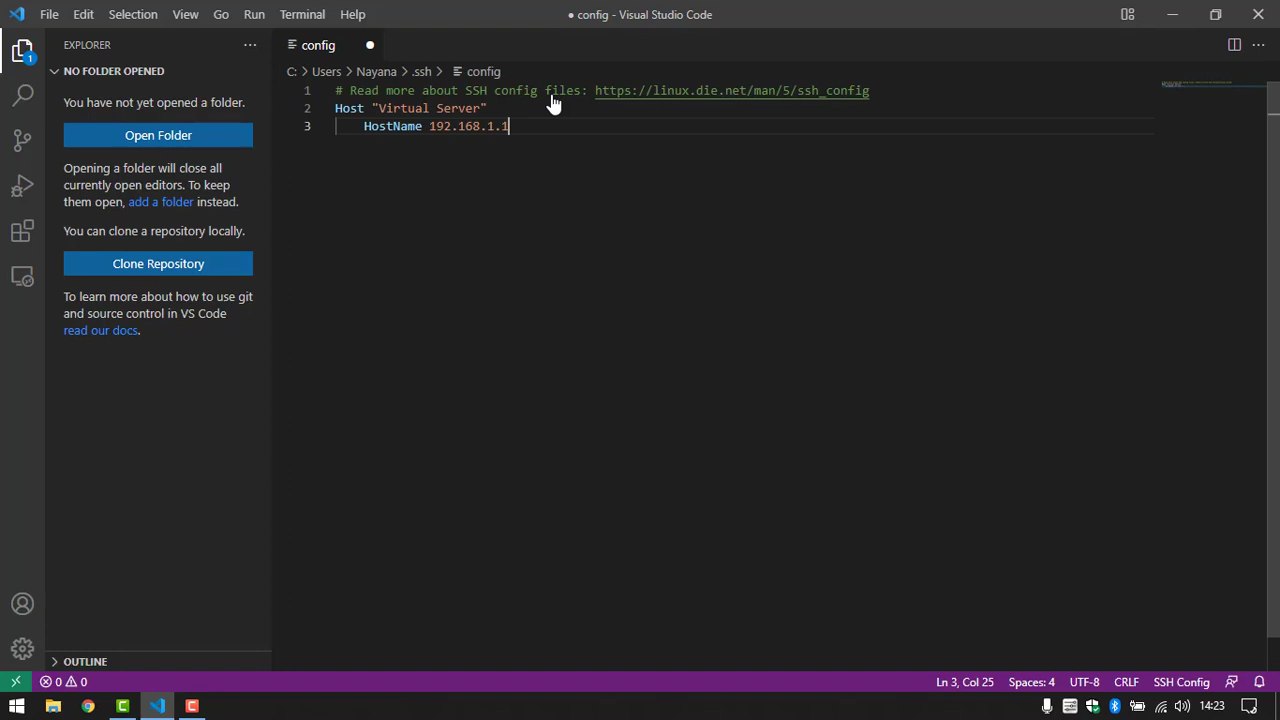 File Edit Selection View Go Run Terminal Help
● config - Visual Studio Code
EXPLORER
NO FOLDER OPENED
You have not yet opened a folder.
Open Folder
Opening a folder will close all
currently open editors. To keep
them open, add a folder instead.
You can clone a repository locally.
Clone Repository
To learn more about how to use git
and source control in VS Code
read our docs.
OUTLINE
1
config
C: > Users > Nayana > .ssh > config
1 # Read more about SSH config files: https://linux.die.net/man/5/ssh_config
2 Host "Virtual Server"
3 HostName 192.168.1.1
0 0
Ln 3, Col 25 Spaces: 4 UTF-8 CRLF SSH Config
14:23